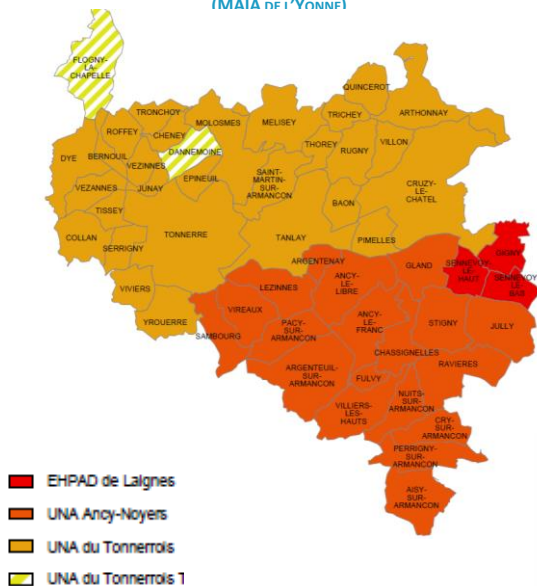 (MAIA DE L'YONNE)
FLOGNY-
LA-
CHAPELLE
QUINCEROT
TRONCHOY
ARTHONNAY
TRICHEY
MOLOSMES
MELISEY
ROFFEY
CHENEY
VILLON
THOREY
RUGNY
DANNEMOINE
DYE
BERNOUIL
VEZINNES
SAINT-
MARTIN-
SUR-
ARMANCON
EPINEUIL
CRUZY-
LE-
CHATEL
VEZANNES
JUNAY
BAON
TISSEY
TONNERRE
COLLAN
SERRIGNY
TANLAY
PIMELLES
ARGENTENAY
GIGNY
SENNEVOY-
LE-
HAUT
GLAND
ANCY-
LE-
LIBRE
SENNEVOY-
LE-
BAS
VIVIERS
LEZINNES
VIREAUX
ANCY-
LE-
FRANC
YROUERRE
PACY-
SUR-
ARMANCON
STIGNY
JULLY
SAMBOURG
CHASSIGNELLES
RAVIERES
ARGENTEUIL-
SUR-
ARMANCON
FULVY
NUITS-
SUR-
ARMANCON
VILLIERS-
LES-
HAUTS
CRY-
SUR-
ARMANCON
PERRIGNY-
SUR-
ARMANCON
AISY-
SUR-
ARMANCON
EHPAD de Laignes
UNA Ancy-Noyers
UNA du Tonnerrois
UNA du Tonnerrois T